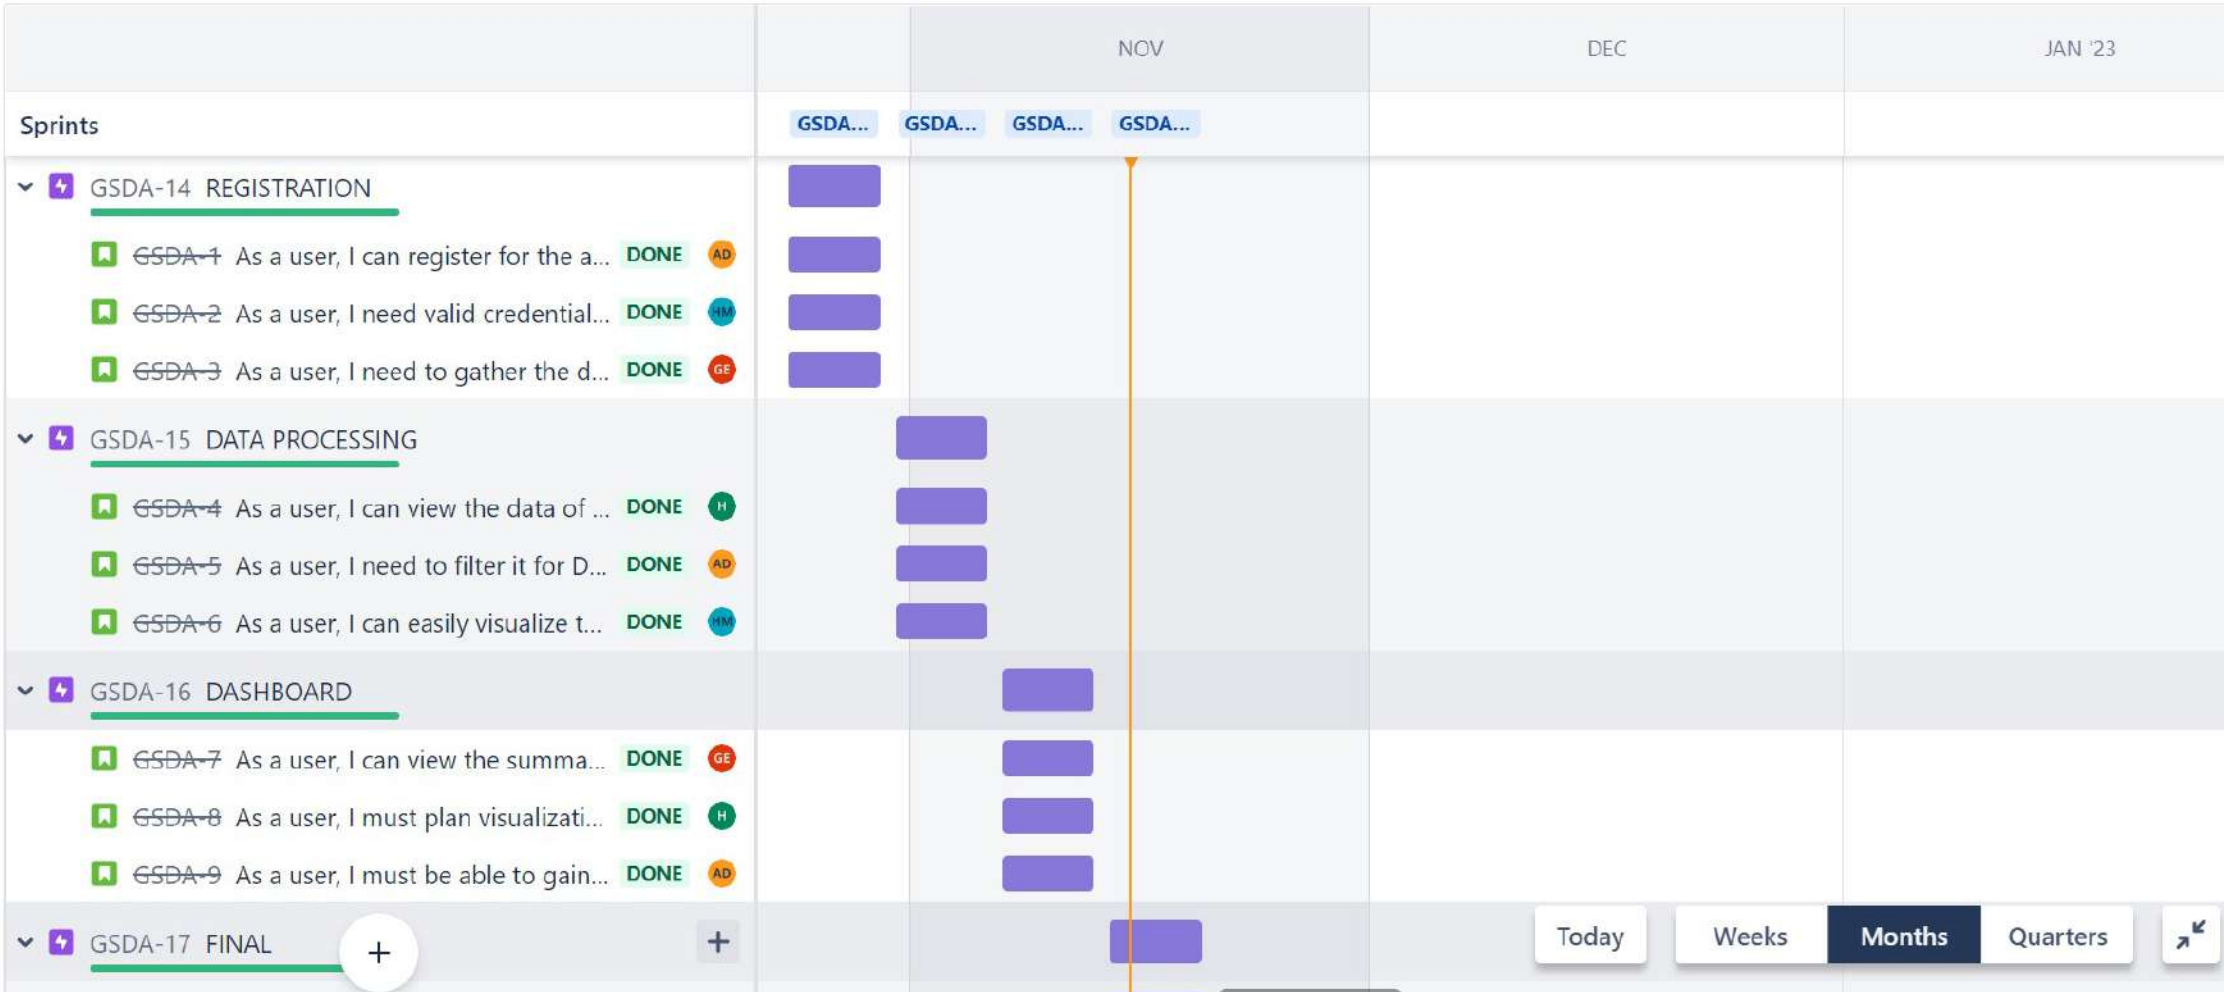 NOV DEC JAN '23
Sprints GSDA... GSDA... GSDA... GSDA...
GSDA-14 REGISTRATION
GSDA-1 As a user, I can register for the a... DONE AD
GSDA-2 As a user, I need valid credential... DONE HM
GSDA-3 As a user, I need to gather the d... DONE GE
GSDA-15 DATA PROCESSING
GSDA-4 As a user, I can view the data of ... DONE H
GSDA-5 As a user, I need to filter it for D... DONE AD
GSDA-6 As a user, I can easily visualize t... DONE HM
GSDA-16 DASHBOARD
GSDA-7 As a user, I can view the summa... DONE GE
GSDA-8 As a user, I must plan visualizati... DONE H
GSDA-9 As a user, I must be able to gain... DONE AD
GSDA-17 FINAL + + Today Weeks Months Quarters